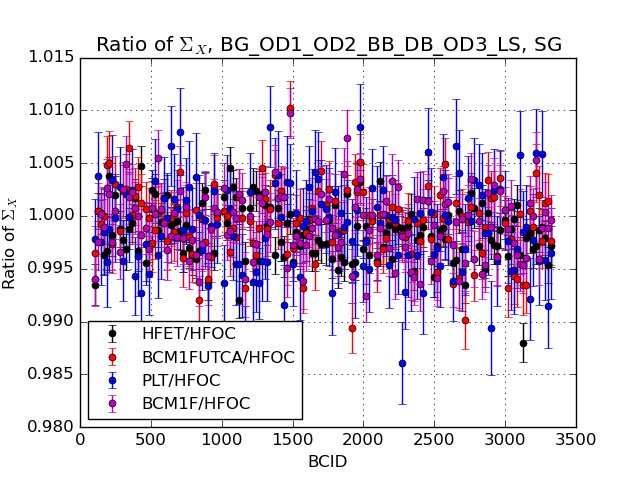 Ratio of Σ_X, BG_OD1_OD2_BB_DB_OD3_LS, SG
1.015
1.010
1.005
1.000
0.995
0.990
0.985
0.980
Ratio of Σ_X
HFET/HFOC
BCM1FUTCA/HFOC
PLT/HFOC
BCM1F/HFOC
0 500 1000 1500 2000 2500 3000 3500
BCID